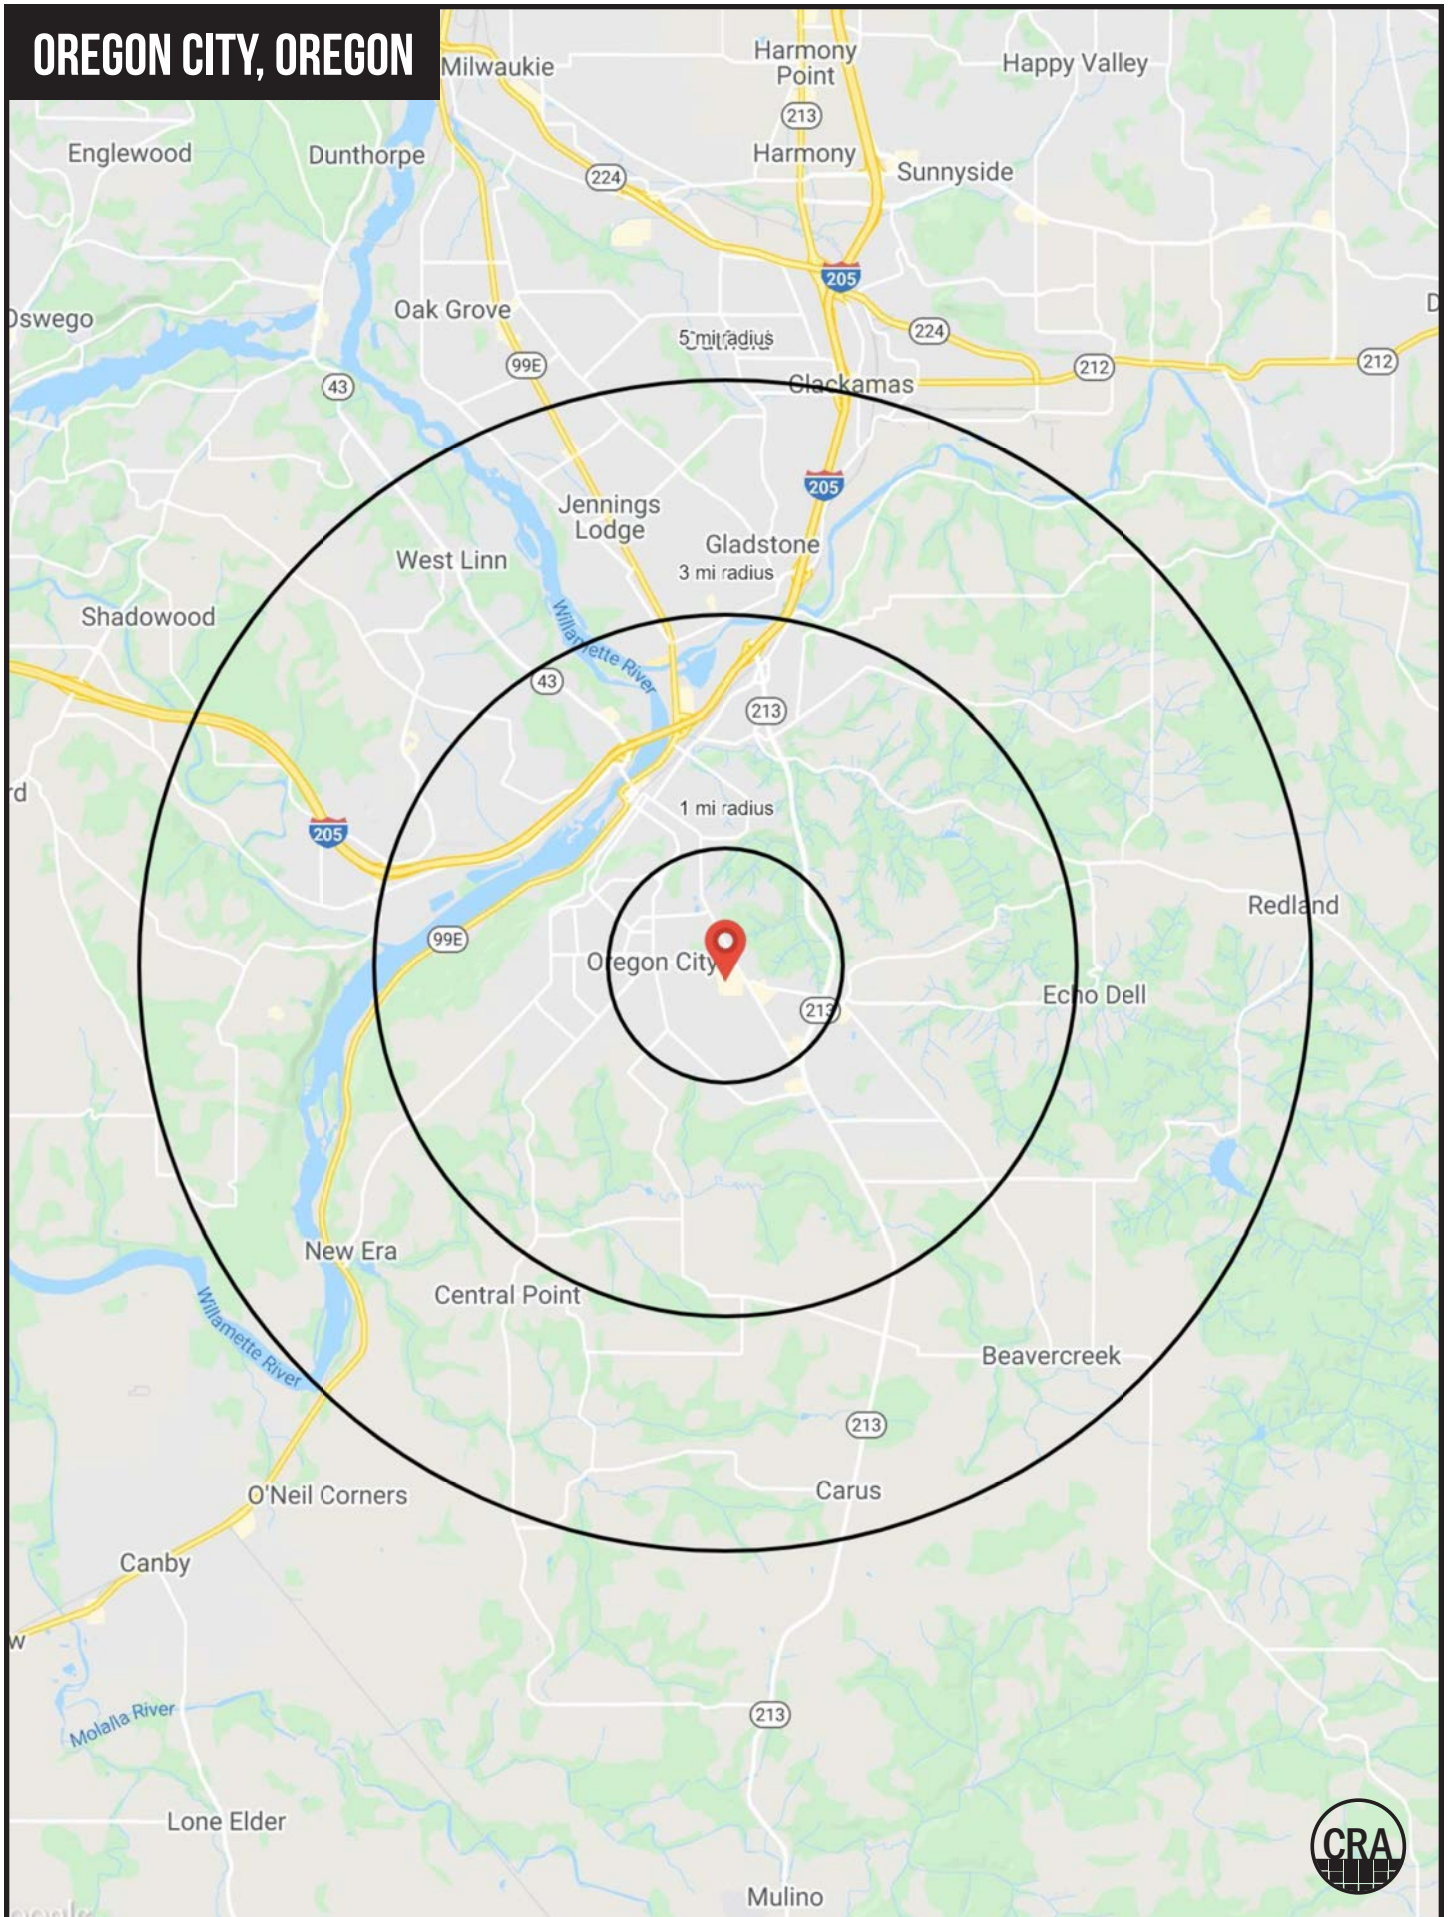 OREGON CITY, OREGON
Milwaukie
Harmony
Point
Happy Valley
213
Englewood
Dunthorpe
Harmony
224
Sunnyside
205
Oswego
Oak Grove
224
5 mi radius
99E
212
212
43
Clackamas
205
Jennings
Lodge
Gladstone
West Linn
3 mi radius
Shadowood
Willamette River
43
213
rd
1 mi radius
205
Redland
99E
Oregon City
Echo Dell
213
New Era
Central Point
Willamette River
Beavercreek
213
Carus
O'Neil Corners
Canby
w
Molalla River
213
Lone Elder
CRA
Mulino